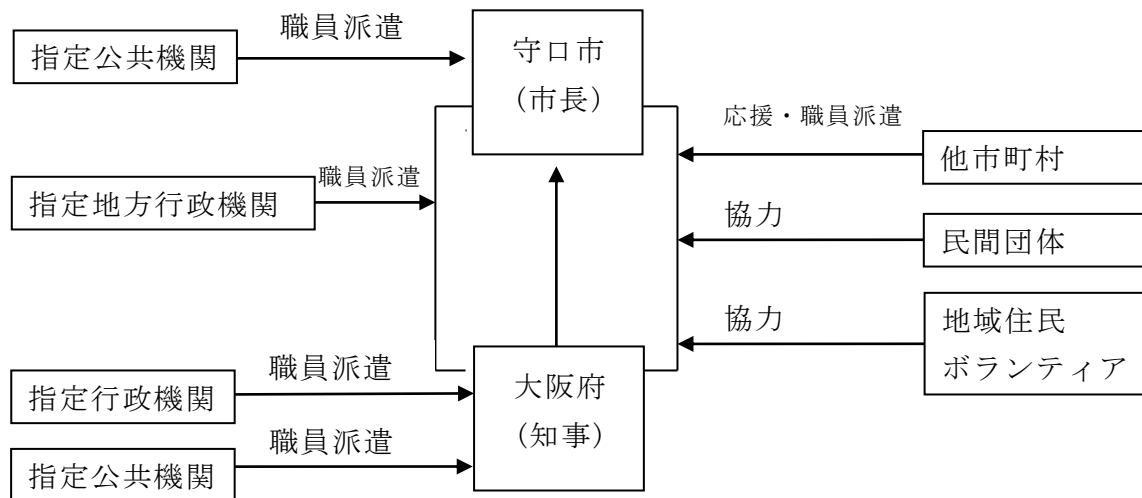 職員派遣
指定公共機関
守口市
（市長）
応援・職員派遣
他市町村
職員派遣
指定地方行政機関
協力
民間団体
協力
地域住民
ボランティア
職員派遣
指定行政機関
大阪府
（知事）
職員派遣
指定公共機関